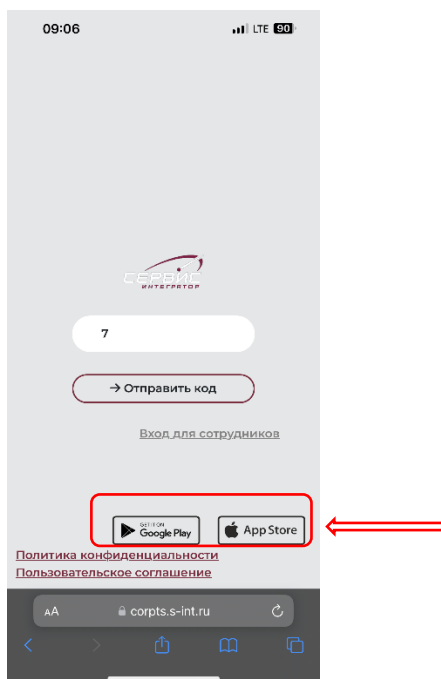 09:06 LTE 90
СЕРВИС
ИНТЕГРАТОР
7
→ Отправить код
Вход для сотрудников
GET IT ON
Google Play
App Store
Политика конфиденциальности
Пользовательское соглашение
AA corpts.s-int.ru